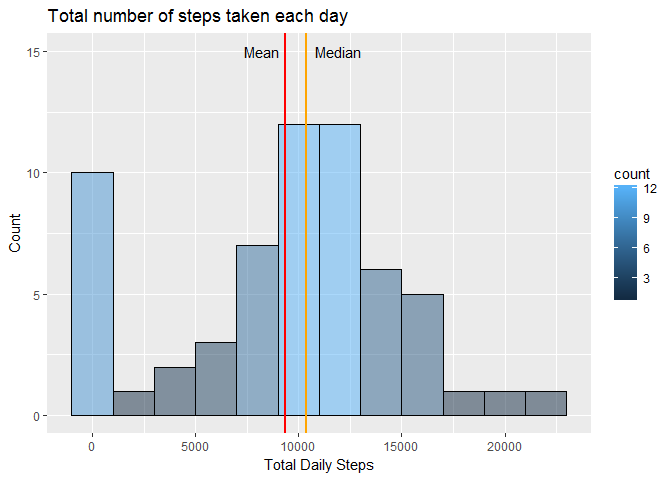 Total number of steps taken each day
Mean
Median
15
10
5
0
Count
0
5000
10000
15000
20000
Total Daily Steps
count
12
9
6
3